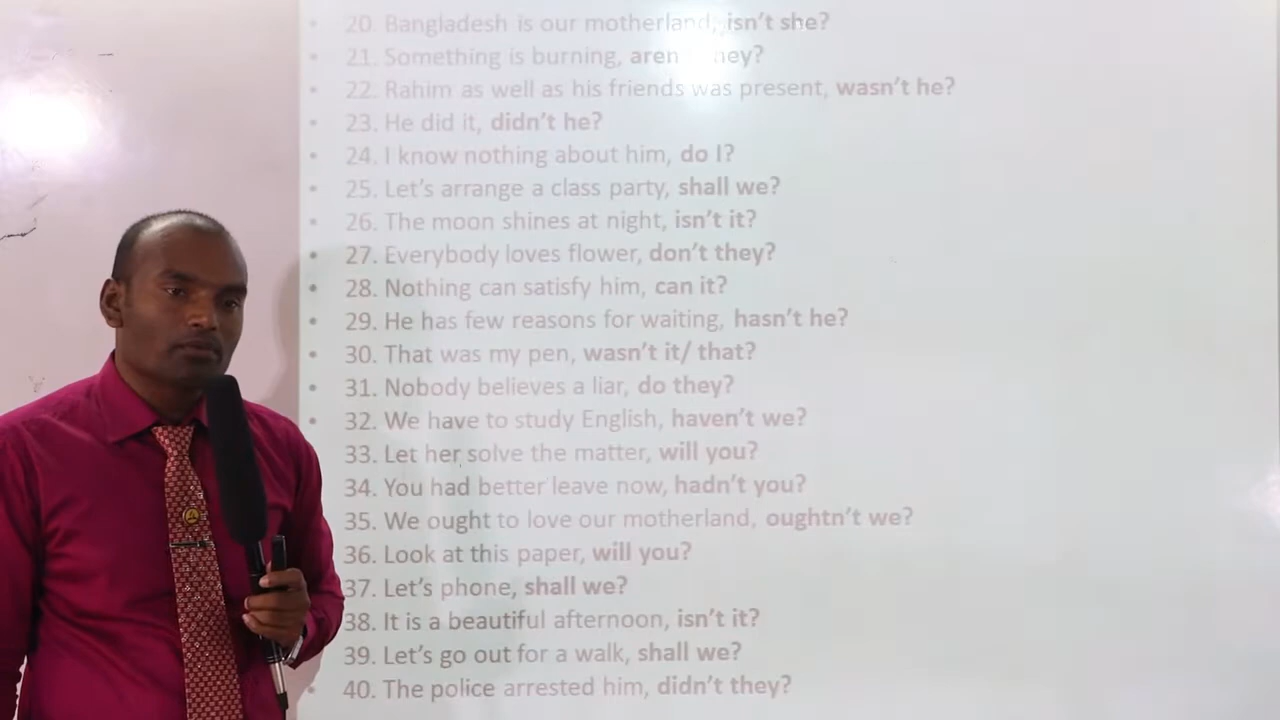 • 20. Bangladesh is our motherland, isn't she?
• 21. Something is burning, aren hey?
• 22. Rahim as well as his friends was present, wasn't he?
• 23. He did it, didn't he?
• 24. I know nothing about him, do I?
• 25. Let's arrange a class party, shall we?
• 26. The moon shines at night, isn't it?
• 27. Everybody loves flower, don't they?
• 28. Nothing can satisfy him, can it?
• 29. He has few reasons for waiting, hasn't he?
• 30. That was my pen, wasn't it/ that?
• 31. Nobody believes a liar, do they?
• 32. We have to study English, haven't we?
33. Let her solve the matter, will you?
34. You had better leave now, hadn't you?
35. We ought to love our motherland, oughtn't we?
36. Look at this paper, will you?
37. Let's phone, shall we?
38. It is a beautiful afternoon, isn't it?
39. Let's go out for a walk, shall we?
• 40. The police arrested him, didn't they?